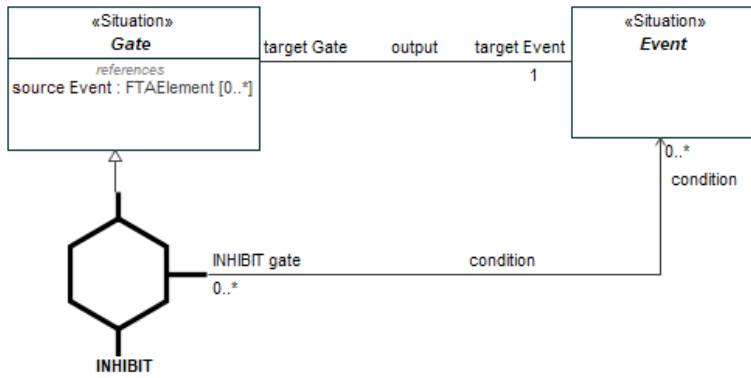 «Situation»
Gate
references
source Event : FTAElement [0..*]
target Gate
output
target Event
1
«Situation»
Event
0..*
condition
INHIBIT gate
condition
0..*
INHIBIT